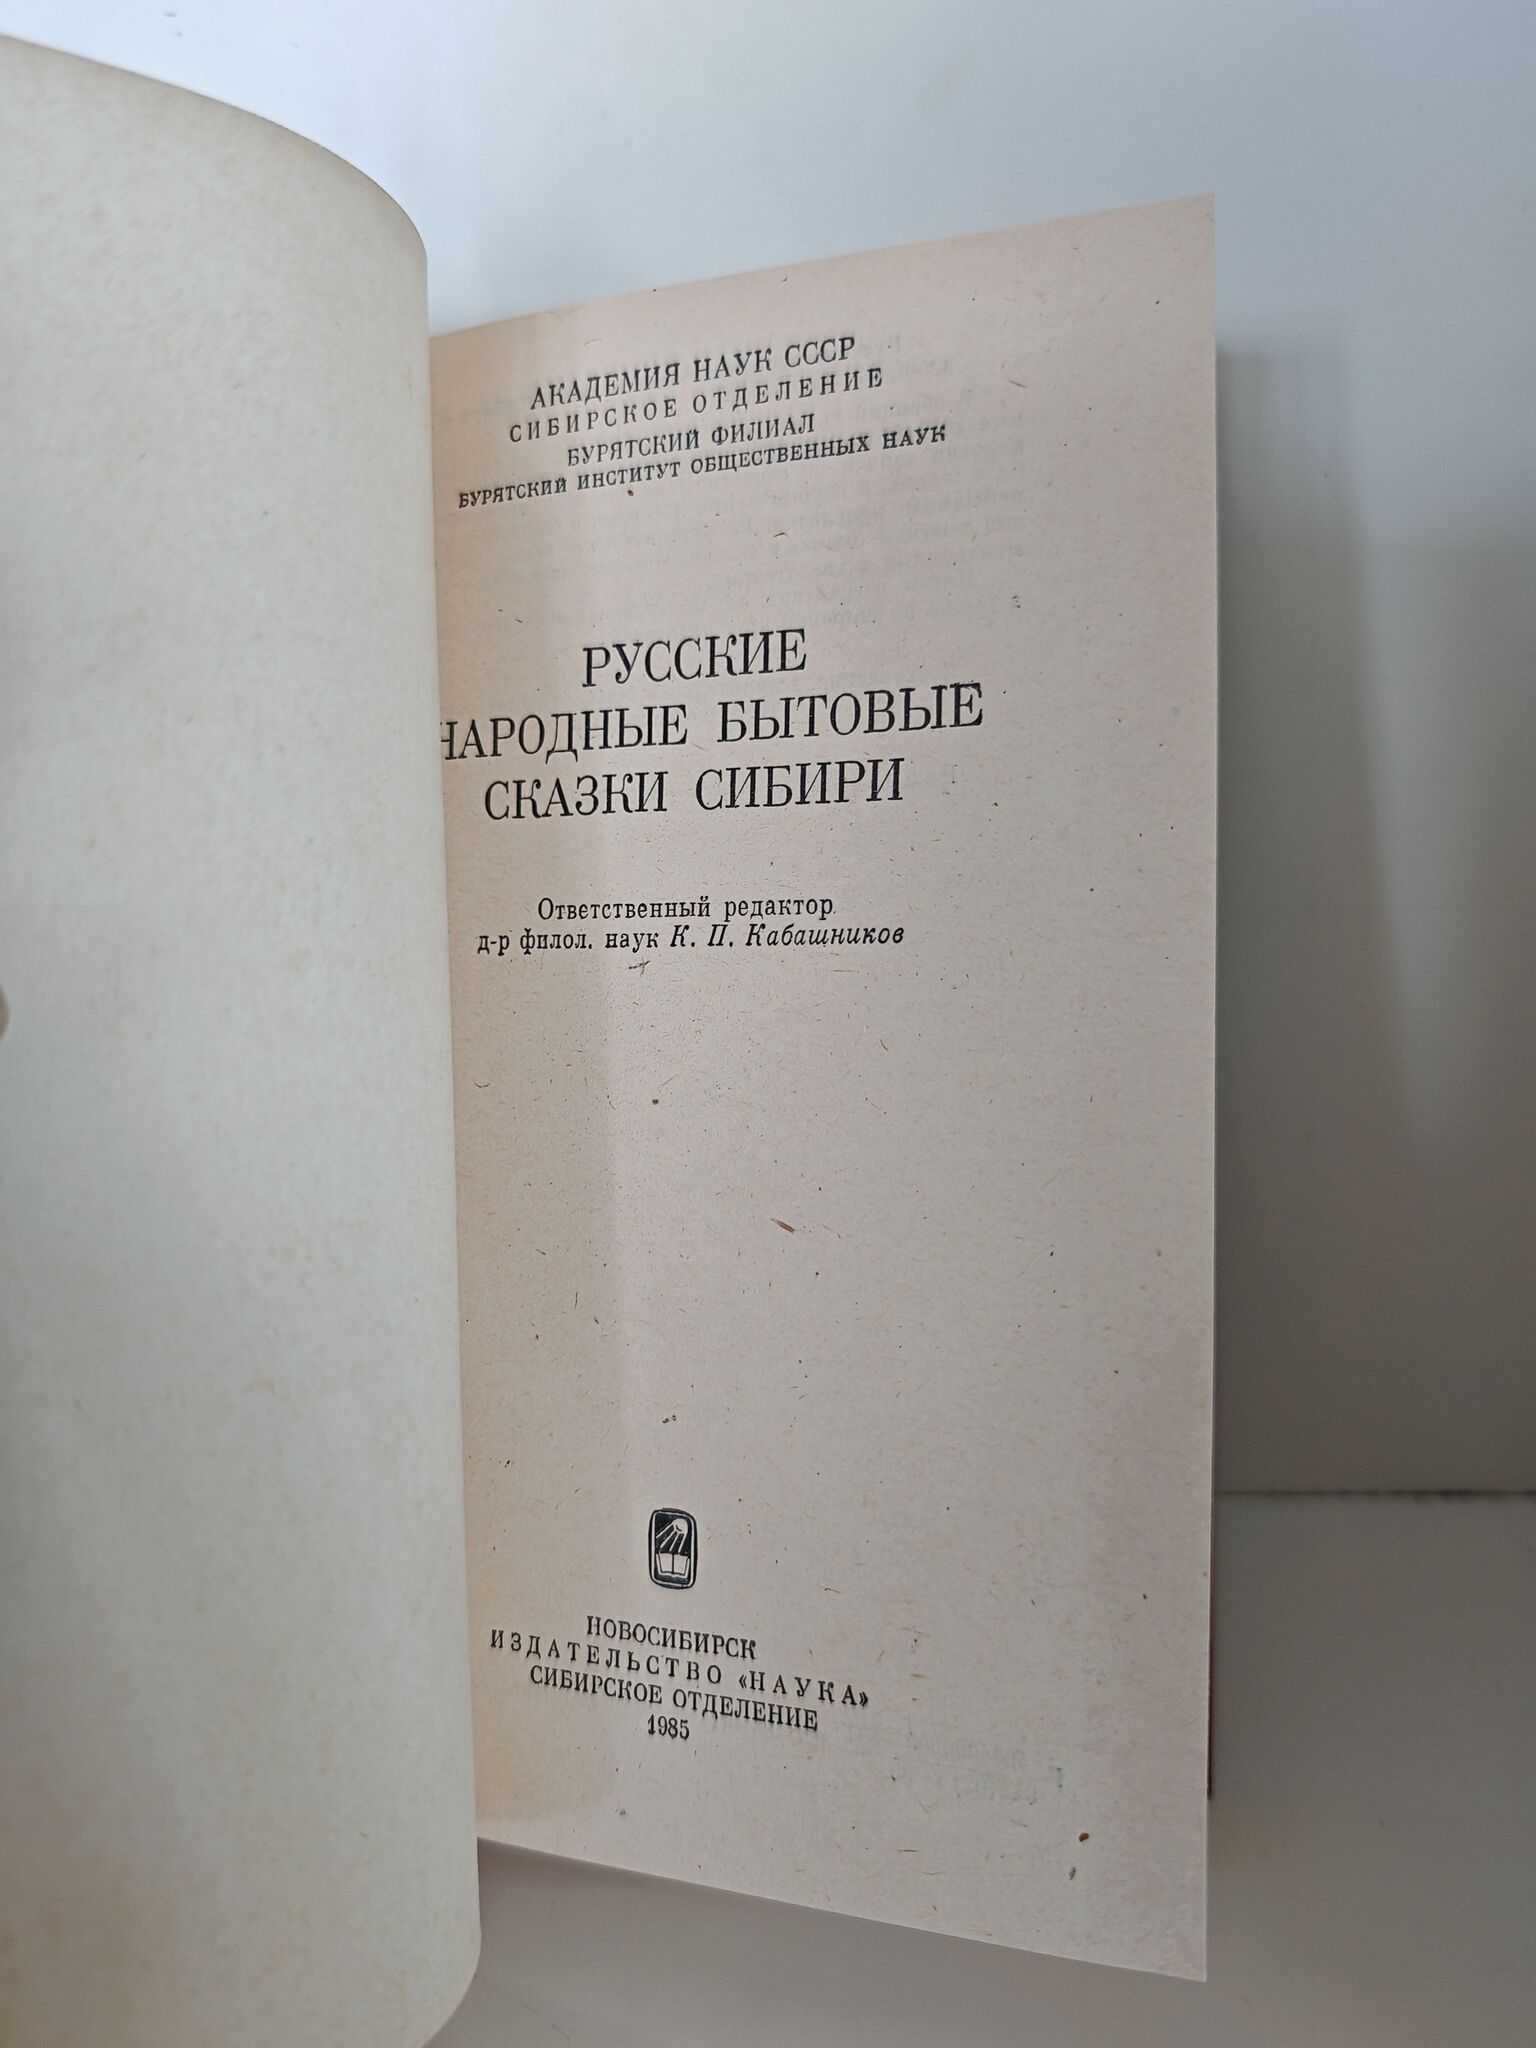 АКАДЕМИЯ НАУК СССР
СИБИРСКОЕ ОТДЕЛЕНИЕ
БУРЯТСКИЙ ФИЛИАЛ
БУРЯТСКИЙ ИНСТИТУТ ОБЩЕСТВЕННЫХ НАУК
РУССКИЕ
НАРОДНЫЕ БЫТОВЫЕ
СКАЗКИ СИБИРИ
Ответственный редактор
д-р филол. наук К. П. Кабашников
НОВОСИБИРСК
ИЗДАТЕЛЬСТВО «НАУКА»
СИБИРСКОЕ ОТДЕЛЕНИЕ
1985